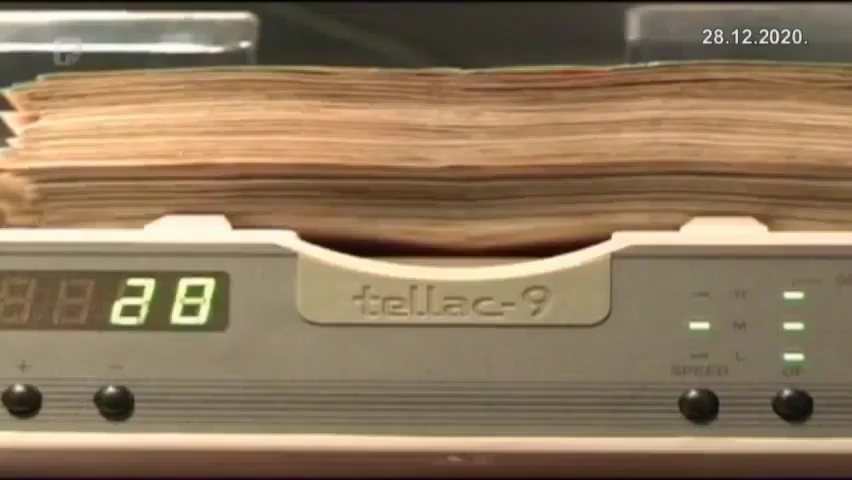 28.12.2020.
28
tellac-9
H
M
L
+ -
SPEED